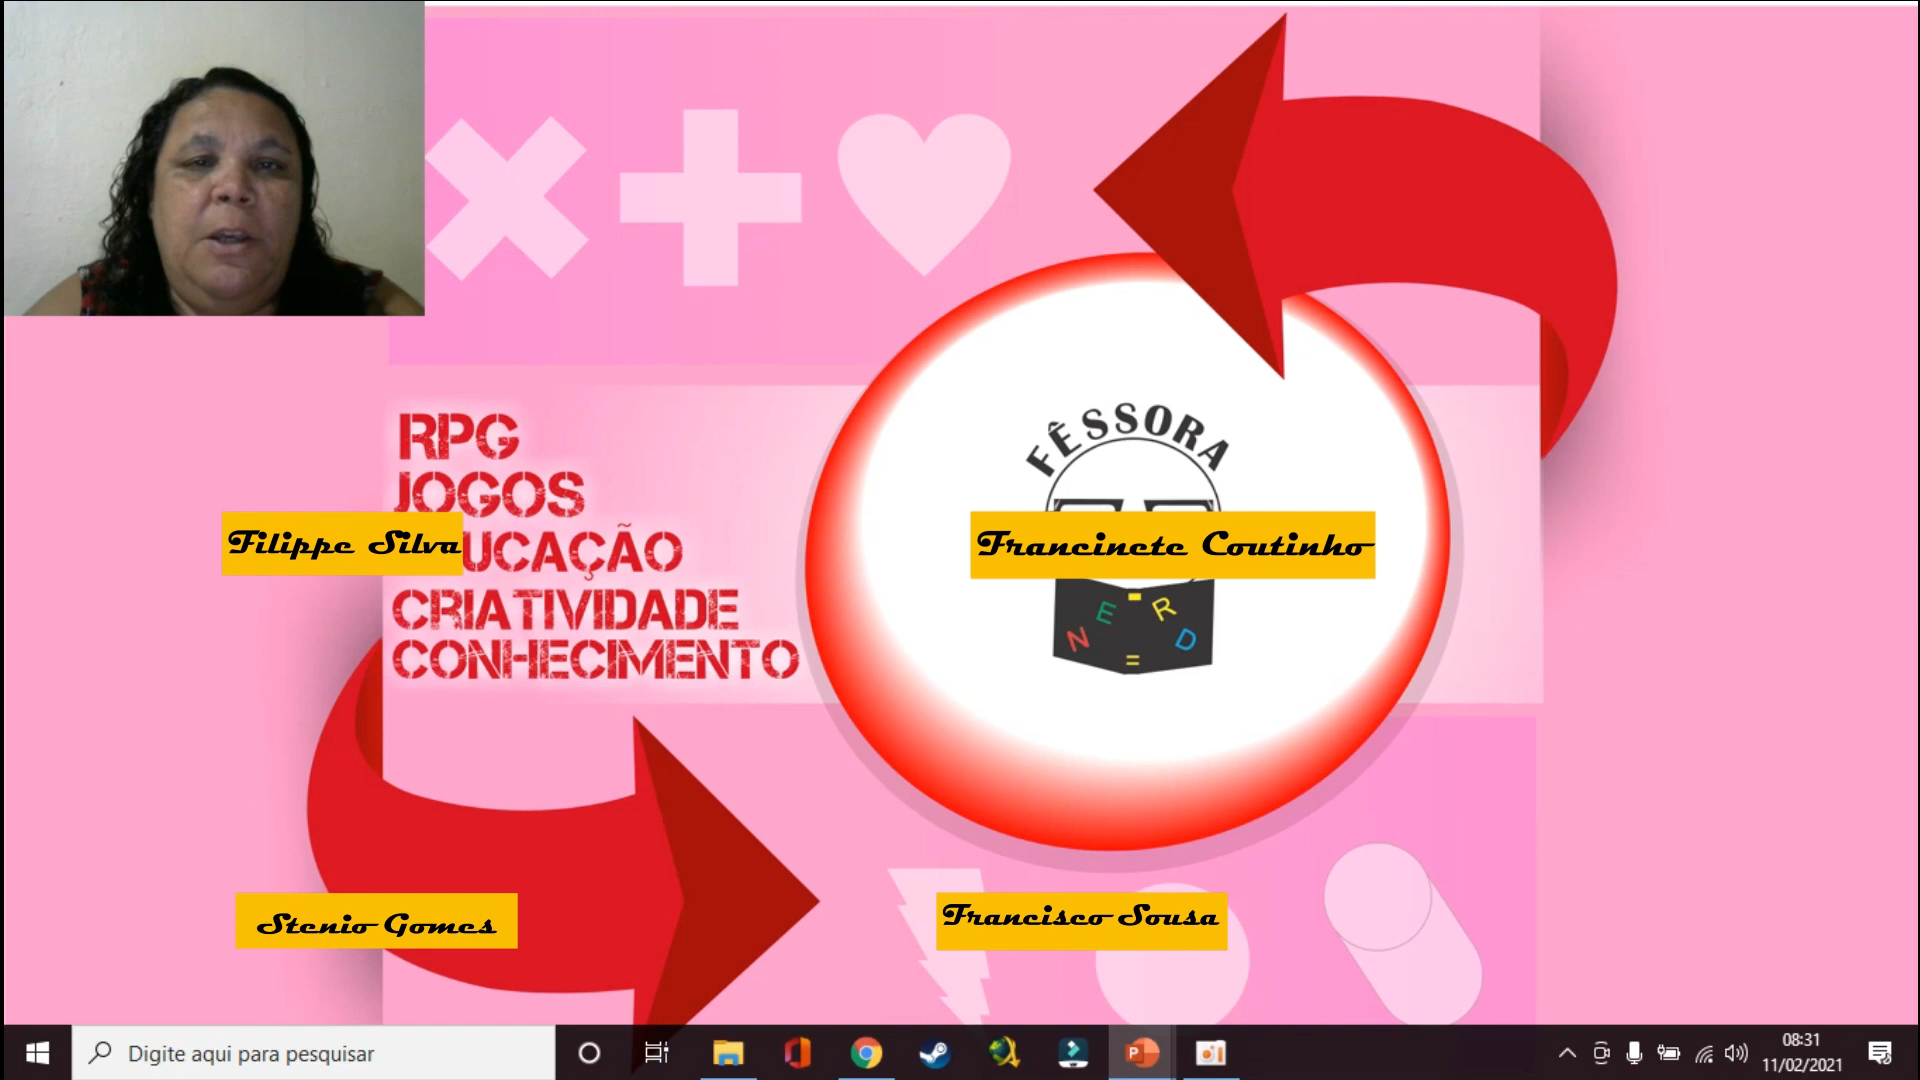 RPG
JOGOS
UCAÇÃO
CRIATIVIDADE
CONHECIMENTO
Filippe Silva
FÊSSORA
Francinete Coutinho
N E R D
=
Stenio Gomes
Francisco Sousa
Digite aqui para pesquisar
08:31
11/02/2021